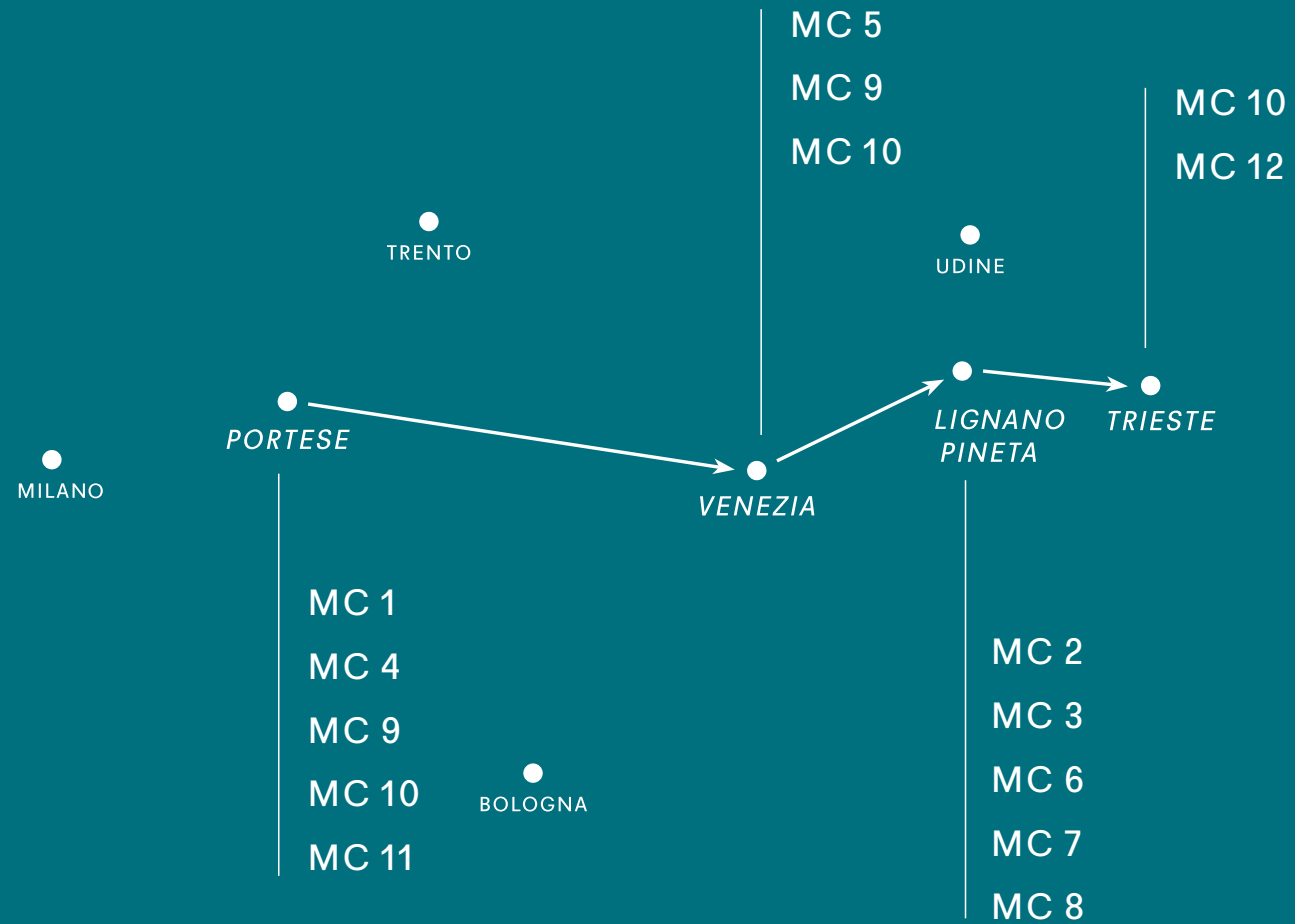 MC 5
MC 9
MC 10
MC 10
MC 12
TRENTO
UDINE
PORTESE
MILANO
VENEZIA
LIGNANO
PINETA
TRIESTE
MC 1
MC 4
MC 9
MC 10
MC 11
BOLOGNA
MC 2
MC 3
MC 6
MC 7
MC 8